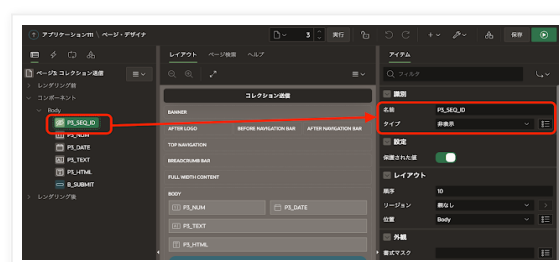 アプリケーション111 \ ページ・デザイナ
3
実行
保存
ページ3: コレクション送信
レンダリング前
コンポーネント
Body
P3_SEQ_ID
P3_NUM
P3_DATE
P3_TEXT
P3_HTML
B_SUBMIT
レンダリング後
レイアウト
ページ検索
ヘルプ
コレクション送信
BANNER
AFTER LOGO
BEFORE NAVIGATION BAR
AFTER NAVIGATION BAR
TOP NAVIGATION
BREADCRUMB BAR
FULL WIDTH CONTENT
BODY
P3_NUM
P3_DATE
P3_TEXT
P3_HTML
アイテム
フィルタ
識別
名前
P3_SEQ_ID
タイプ
非表示
設定
保護された値
レイアウト
順序
10
リージョン
親なし
位置
Body
外観
書式マスク